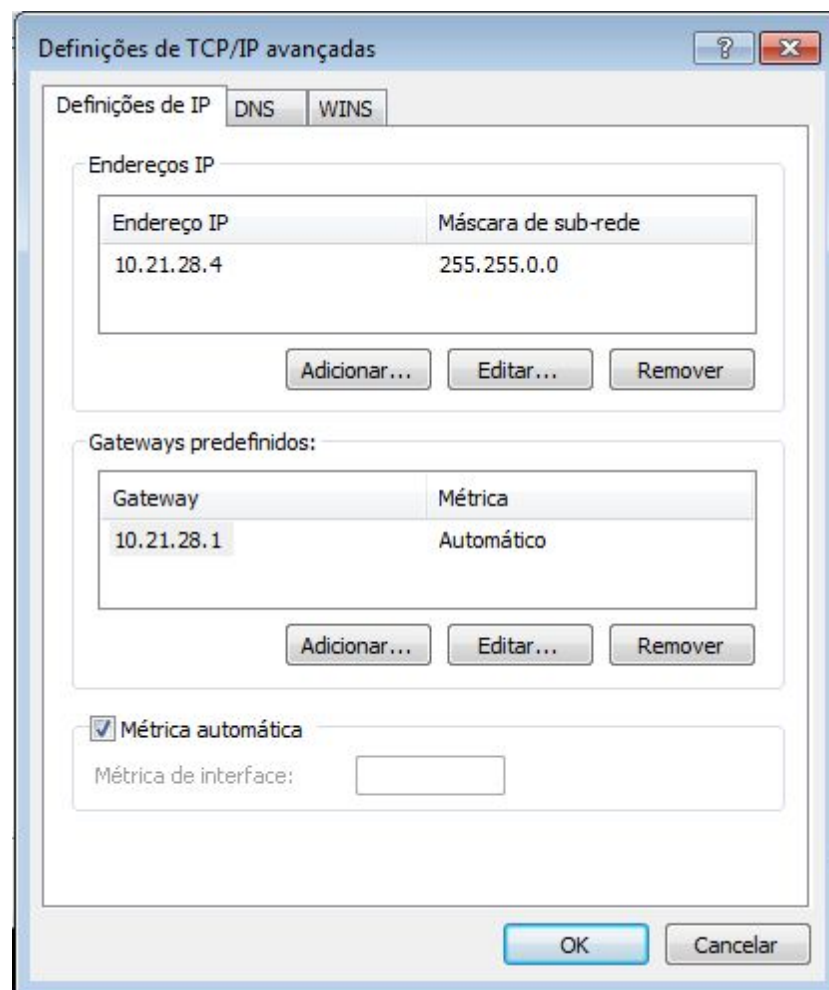 Definições de TCP/IP avançadas
Definições de IP DNS WINS
Endereços IP
Endereço IP Máscara de sub-rede
10.21.28.4 255.255.0.0
Adicionar... Editar... Remover
Gateways predefinidos:
Gateway Métrica
10.21.28.1 Automático
Adicionar... Editar... Remover
Métrica automática
Métrica de interface:
OK Cancelar